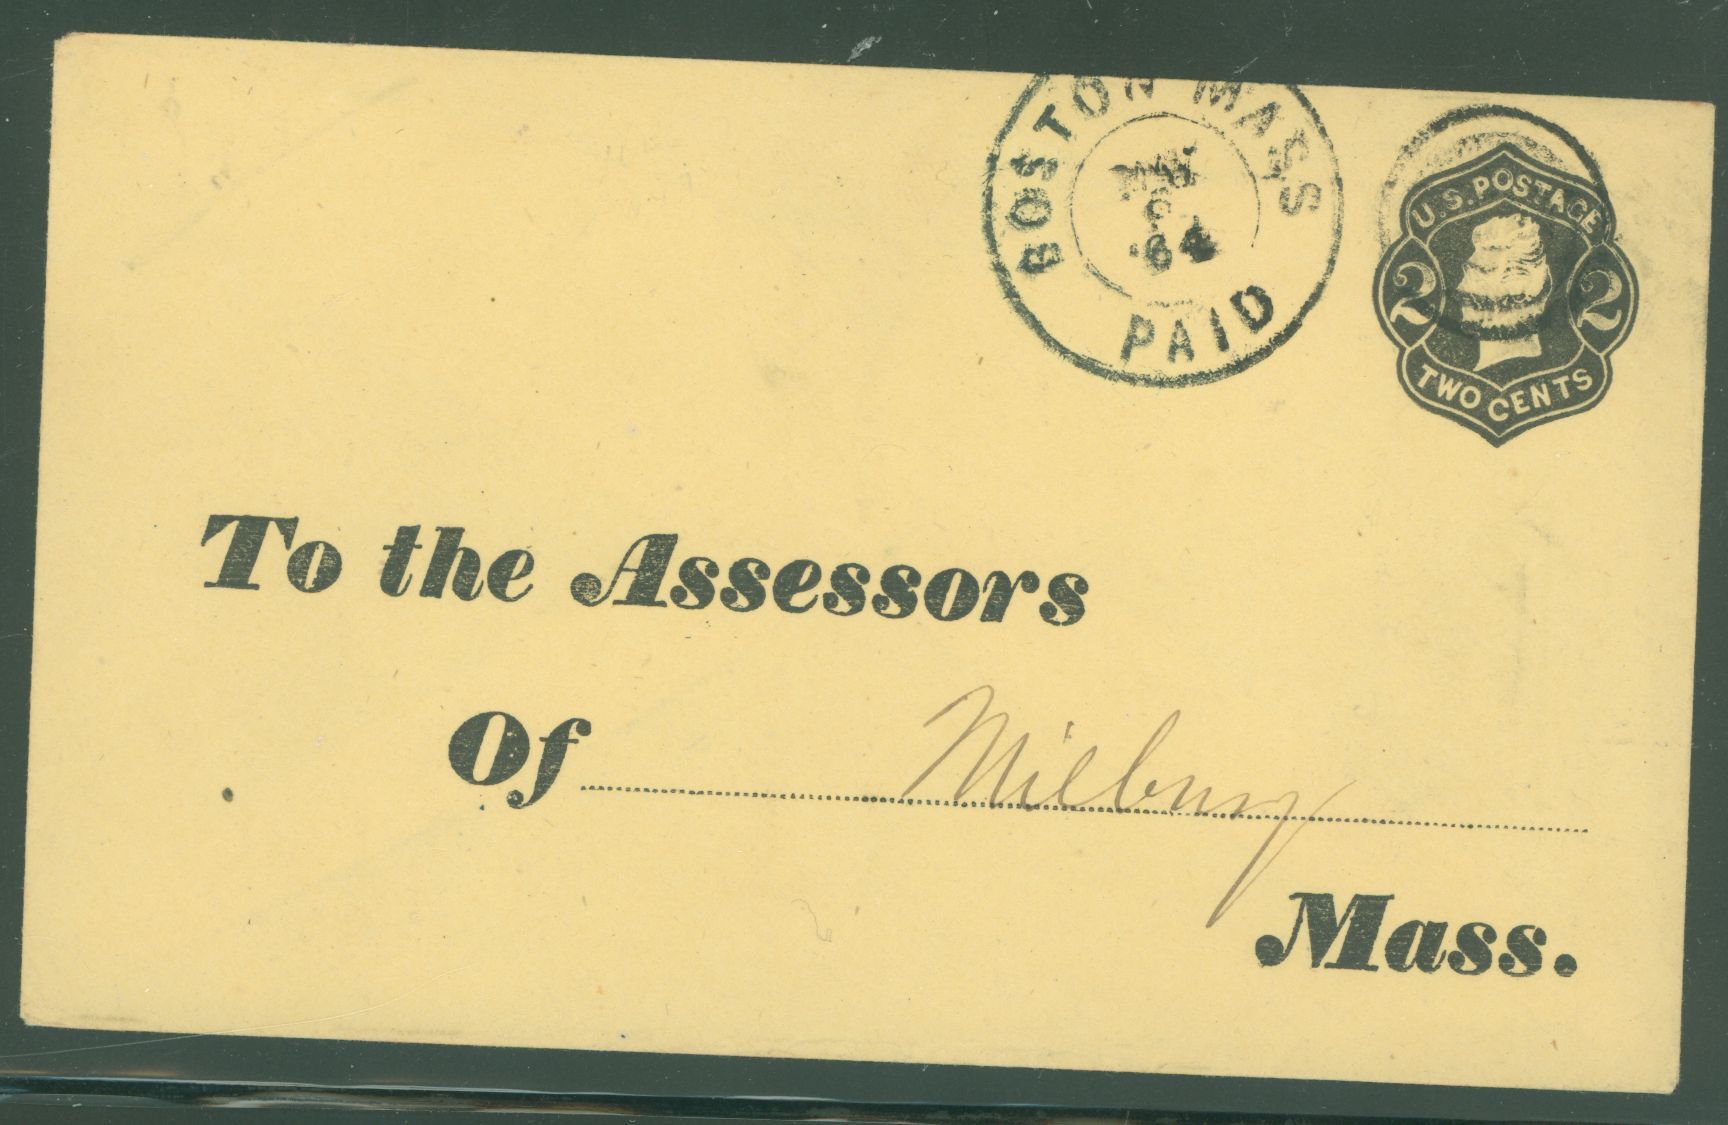 BOSTON MASS
'64
PAID
U.S. POSTAGE
2 2
TWO CENTS
To the Assessors
Of Milbury
Mass.